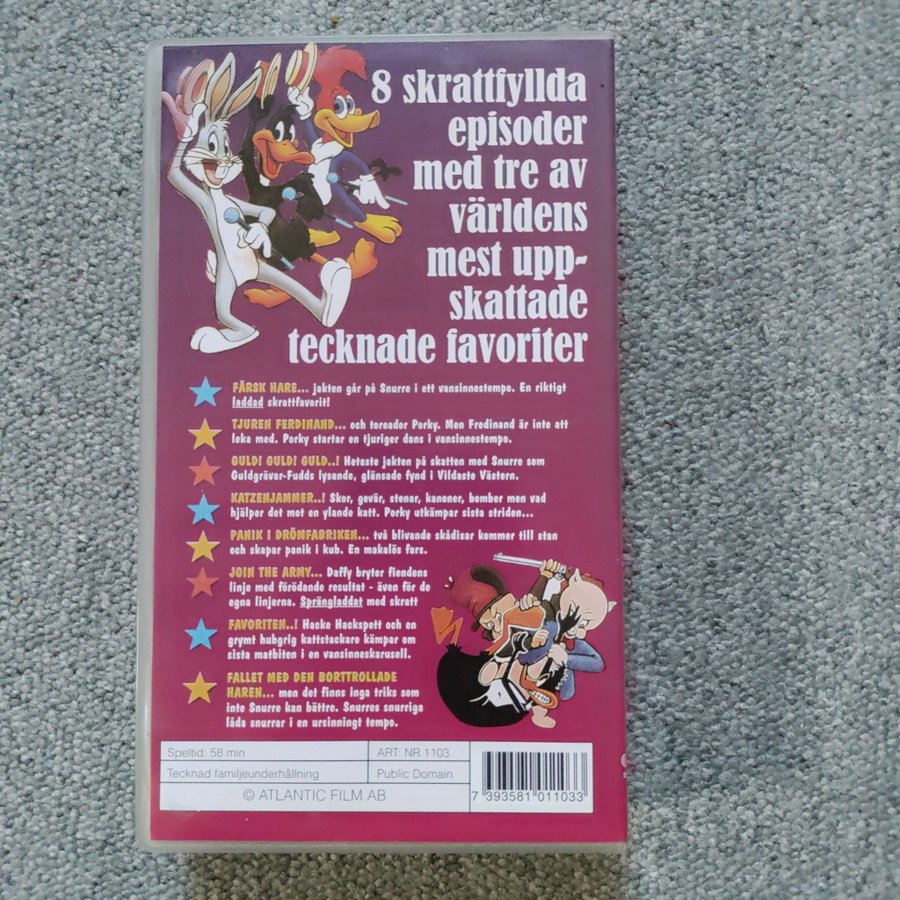 8 skrattfyllda
episoder
med tre av
världens
mest upp-
skattade
tecknade favoriter
FÄRSK HARE... jakten går på Snurre i ett vansinnestempo. En riktigt
laddad skrattfavorit!
TJUREN FERDINAND... och toreador Porky. Men Fredinand är inte att
leka med. Porky startar en tjuriger dans i vansinnestempo.
GULD! GULD! GULD..! Hetaste jakten på skatten med Snurre som
Guldgrävar-Fudds lysande, glänsade fynd i Vildaste Västern.
KATZENJAMMER..! Skor, gevär, stenar, kanoner, bomber men vad
hjälper det mot en ylande katt. Porky utkämpar sista striden...
PANIK I DRÖMFABRIKEN... två blivande skådisar kommer till stan
och skapar panik i kub. En makalös fars.
JOIN THE ARMY... Daffy bryter fiendens
linje med förödande resultat - även för de
egna linjerna. Sprängladdat med skratt
FAVORITEN..! Hacke Hackspett och en
grymt hubgrig kattstackare kämpar om
sista matbiten i en vansinneskarusell.
FALLET MED DEN BORTTROLLADE
HAREN... men det finns inga triks som
inte Snurre kan bättre. Snurres snurriga
låda snurrar i en ursinningt tempo.
Speltid: 58 min
ART: NR 1103
Tecknad familjeunderhållning
Public Domain
© ATLANTIC FILM AB
7 393581 011033